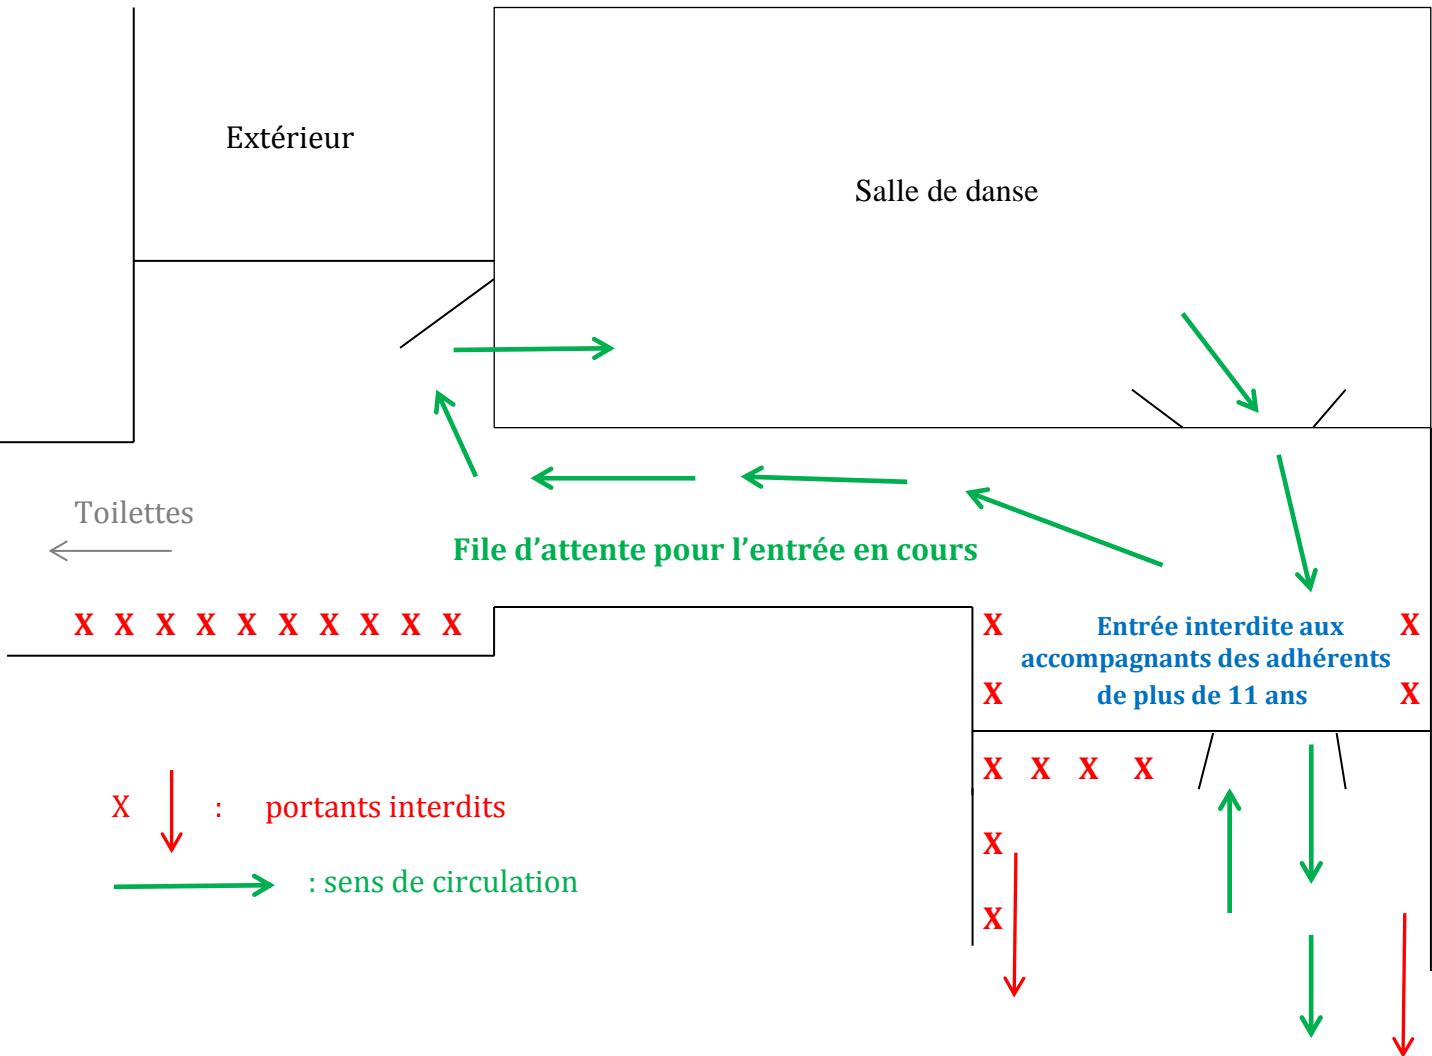 Extérieur
Salle de danse
Toilettes
File d’attente pour l’entrée en cours
X X X X X X X X X X
X Entrée interdite aux X
accompagnants des adhérents
X de plus de 11 ans X
X X X X
X : portants interdits
X
: sens de circulation
X